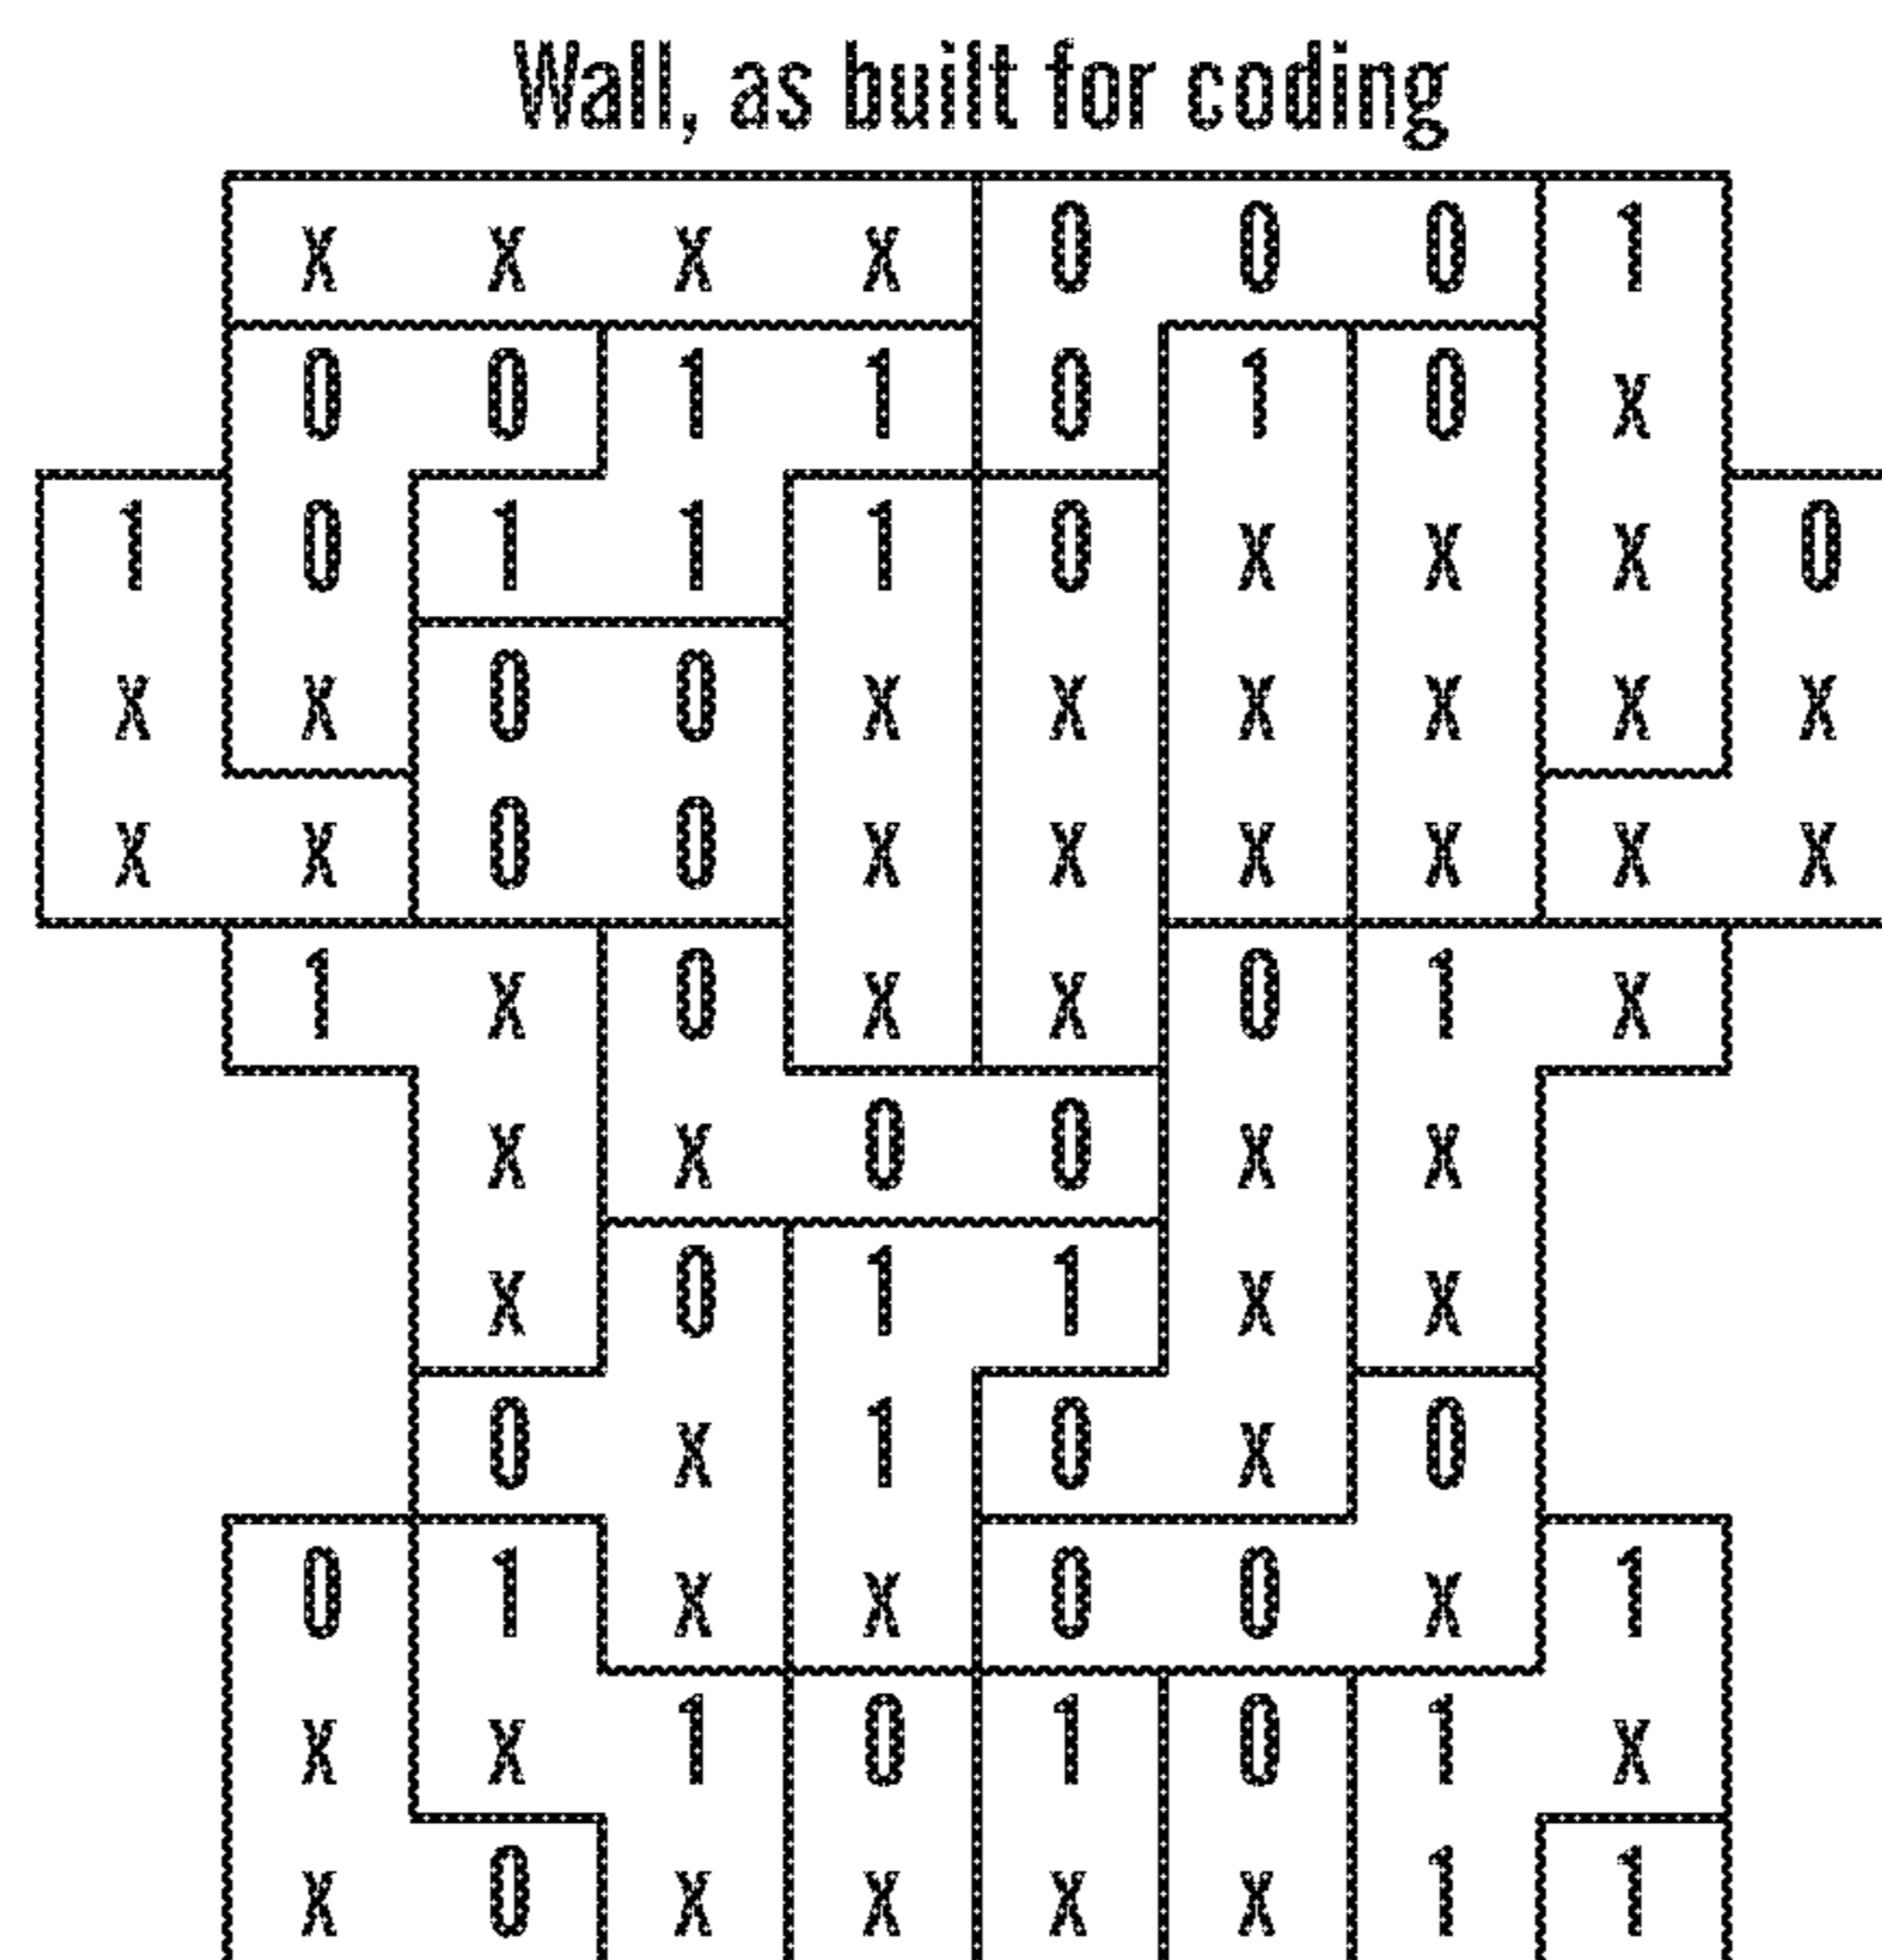 Wall, as built for coding
x x x x 0 0 0 1
0 0 1 1 0 1 0 x
1 0 1 1 1 0 x x x 0
x x 0 0 x x x x x x
x x 0 0 x x x x x x
1 x 0 x x 0 1 x
x x 0 0 x x
x 0 1 1 x x
0 x 1 0 x 0
0 1 x x 0 0 x 1
x x 1 0 1 0 1 x
x 0 x x x x 1 1